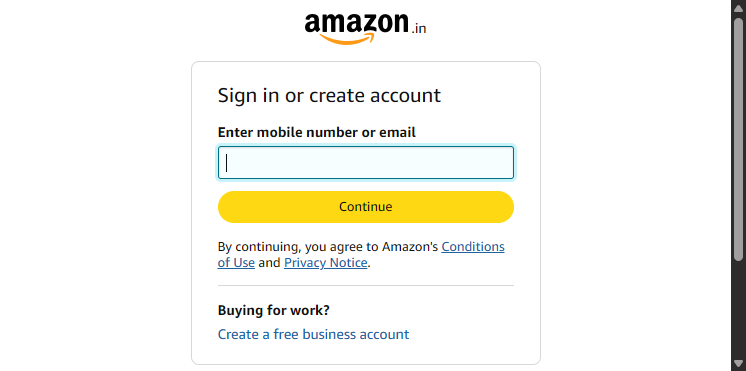 amazon.in
Sign in or create account
Enter mobile number or email
Continue
By continuing, you agree to Amazon's Conditions
of Use and Privacy Notice.
Buying for work?
Create a free business account